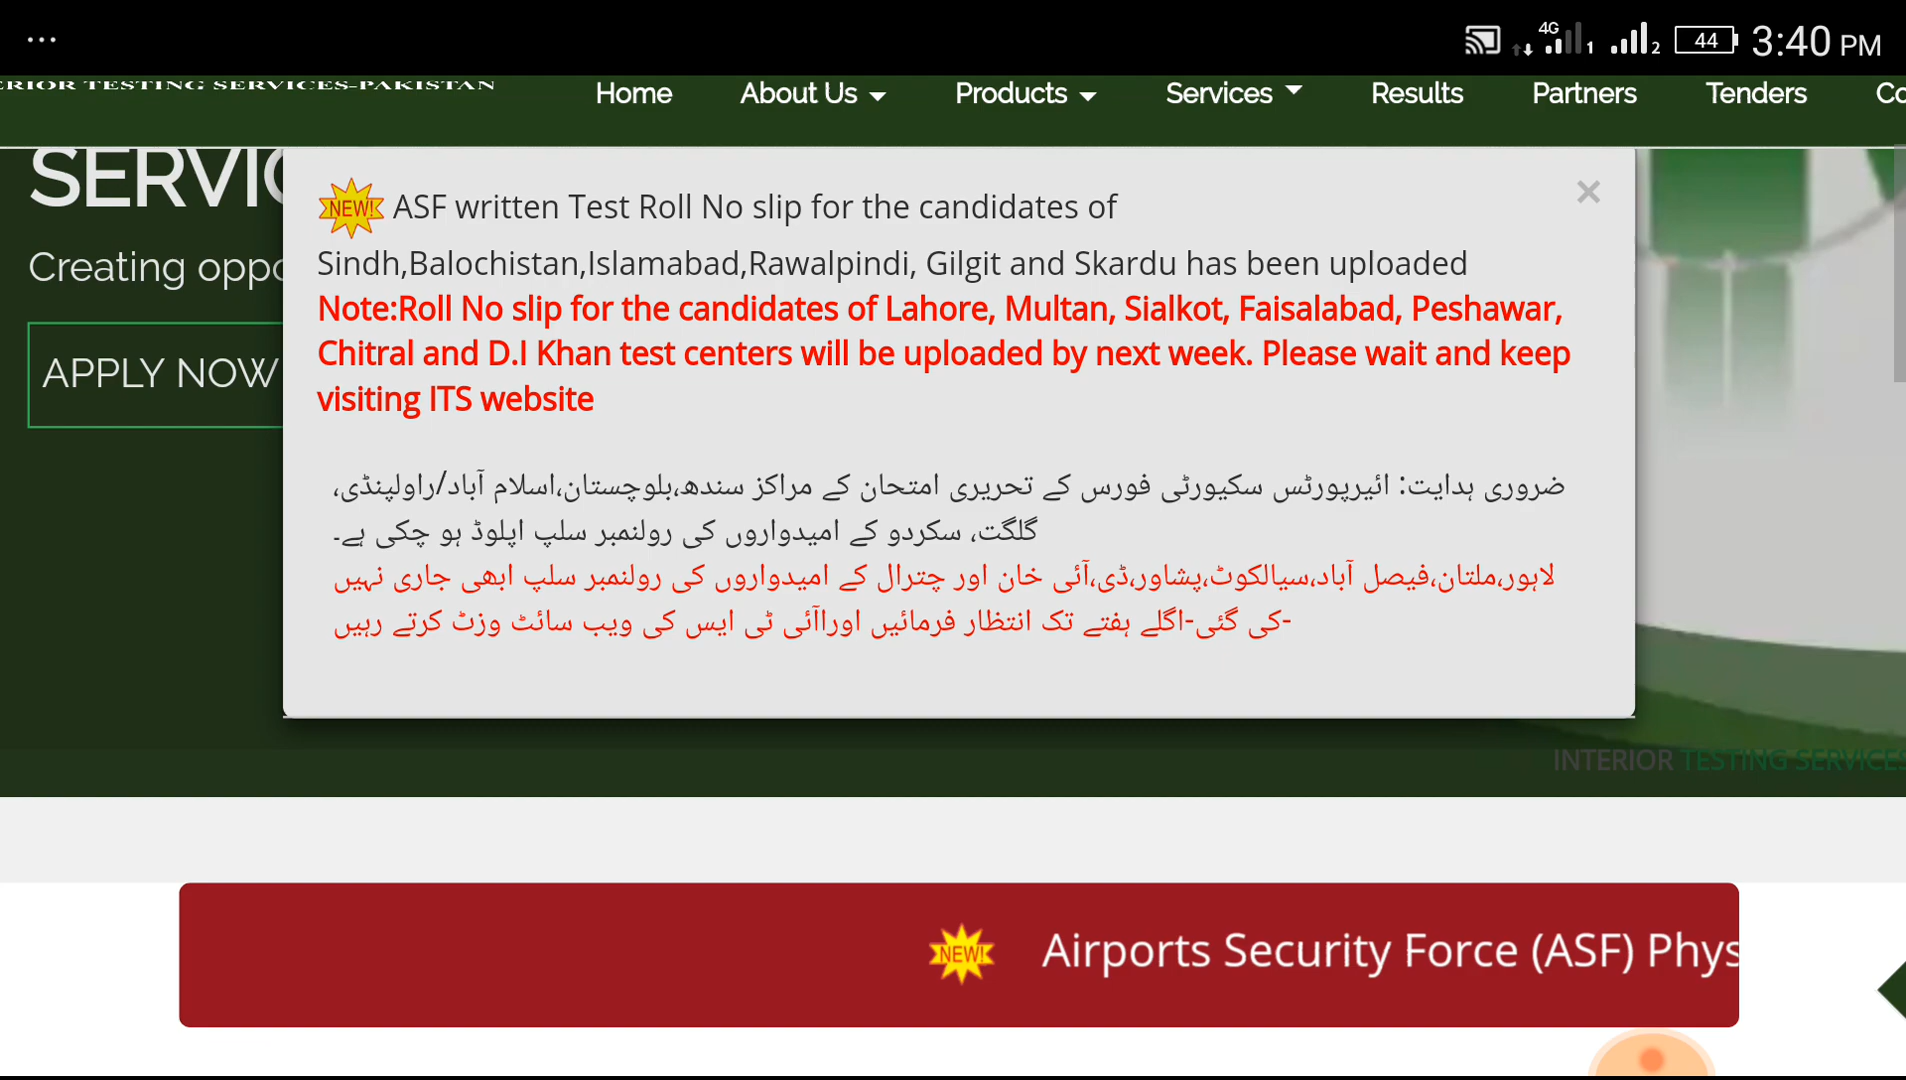 ...
4G 1 2 44 3:40 PM
TESTING SERVICES-PAKISTAN
Home About Us Products Services Results Partners Tenders
APPLY NOW
Creating
NEW! ASF written Test Roll No slip for the candidates of
Sindh,Balochistan,Islamabad,Rawalpindi, Gilgit and Skardu has been uploaded
Note:Roll No slip for the candidates of Lahore, Multan, Sialkot, Faisalabad, Peshawar,
Chitral and D.I Khan test centers will be uploaded by next week. Please wait and keep
visiting ITS website
ضروری ہدایت: ائیرپورٹس سکیورٹی فورس کے تحریری امتحان کے مراکز سندھ،بلوچستان،اسلام آباد/راولپنڈی،
گلگت، سکردو کے امیدواروں کی رولنمبر سلپ اپلوڈ ہو چکی ہے۔
لاہور،ملتان،فیصل آباد،سیالکوٹ،پشاور،ڈی،آئی خان اور چترال کے امیدواروں کی رولنمبر سلپ ابھی جاری نہیں
-کی گئی-اگلے ہفتے تک انتظار فرمائیں اوراآئی ٹی ایس کی ویب سائٹ وزٹ کرتے رہیں
INTERIOR TESTING SERVICES
NEW! Airports Security Force (ASF) Phys